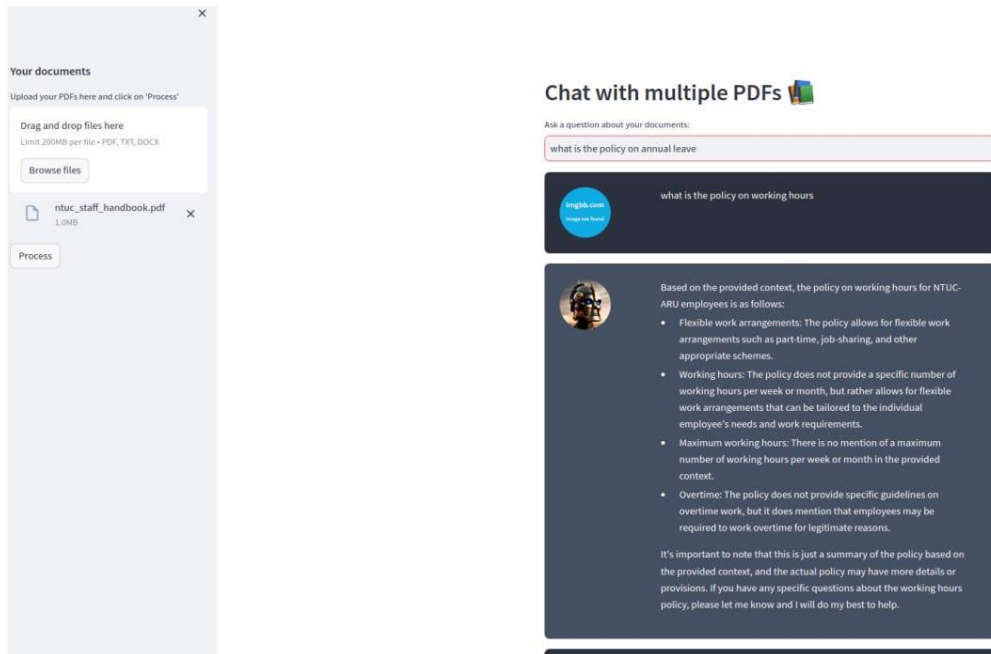 ×
Your documents
Upload your PDFs here and click on 'Process'
Drag and drop files here
Limit 200MB per file • PDF, TXT, DOCX
Browse files
ntuc_staff_handbook.pdf
×
1.0MB
Process
Chat with multiple PDFs
Ask a question about your documents:
what is the policy on annual leave
what is the policy on working hours
imgbb.com
image not found
Based on the provided context, the policy on working hours for NTUC-
ARU employees is as follows:
• Flexible work arrangements: The policy allows for flexible work
arrangements such as part-time, job-sharing, and other
appropriate schemes.
• Working hours: The policy does not provide a specific number of
working hours per week or month, but rather allows for flexible
work arrangements that can be tailored to the individual
employee's needs and work requirements.
• Maximum working hours: There is no mention of a maximum
number of working hours per week or month in the provided
context.
• Overtime: The policy does not provide specific guidelines on
overtime work, but it does mention that employees may be
required to work overtime for legitimate reasons.
It's important to note that this is just a summary of the policy based on
the provided context, and the actual policy may have more details or
provisions. If you have any specific questions about the working hours
policy, please let me know and I will do my best to help.